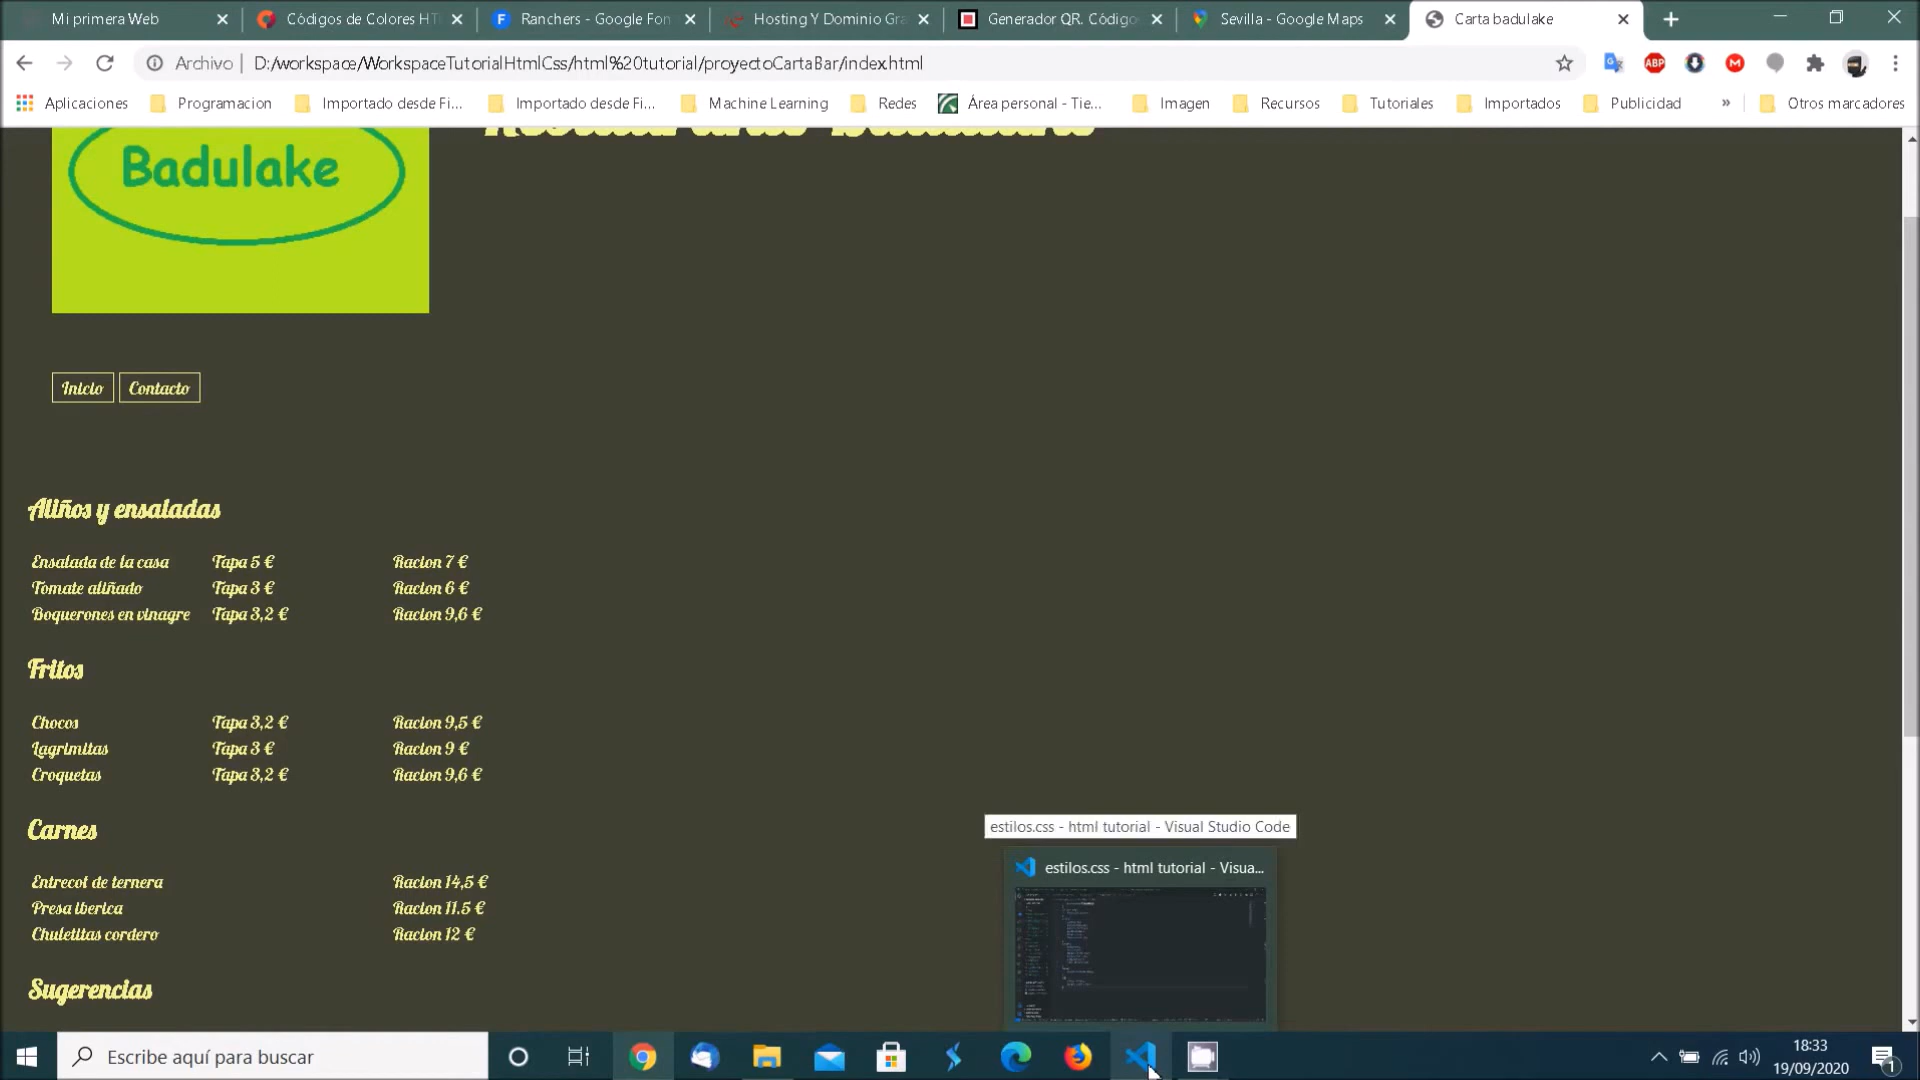 Mi primera Web
Códigos de Colores HT
Ranchers - Google Fon
Hosting Y Dominio Gra
Generador QR. Código
Sevilla - Google Maps
Carta badulake
Archivo
D:/workspace/WorkspaceTutorialHtmlCss/html%20tutorial/proyectoCartaBar/index.html
ABP
Aplicaciones
Programacion
Importado desde Fi...
Importado desde Fi...
Machine Learning
Redes
Área personal - Tie...
Imagen
Recursos
Tutoriales
Importados
Publicidad
»
Otros marcadores
Badulake
Inicio
Contacto
Aliños y ensaladas
Ensalada de la casa Tapa 5 € Racion 7 €
Tomate aliñado Tapa 3 € Racion 6 €
Boquerones en vinagre Tapa 3,2 € Racion 9,6 €
Fritos
Chocos Tapa 3,2 € Racion 9,5 €
Lagrimitas Tapa 3 € Racion 9 €
Croquetas Tapa 3,2 € Racion 9,6 €
Carnes
Entrecot de ternera Racion 14,5 €
Presa iberica Racion 11.5 €
Chuletitas cordero Racion 12 €
Sugerencias
estilos.css - html tutorial - Visual Studio Code
estilos.css - html tutorial - Visua...
Escribe aquí para buscar
18:33
19/09/2020
1